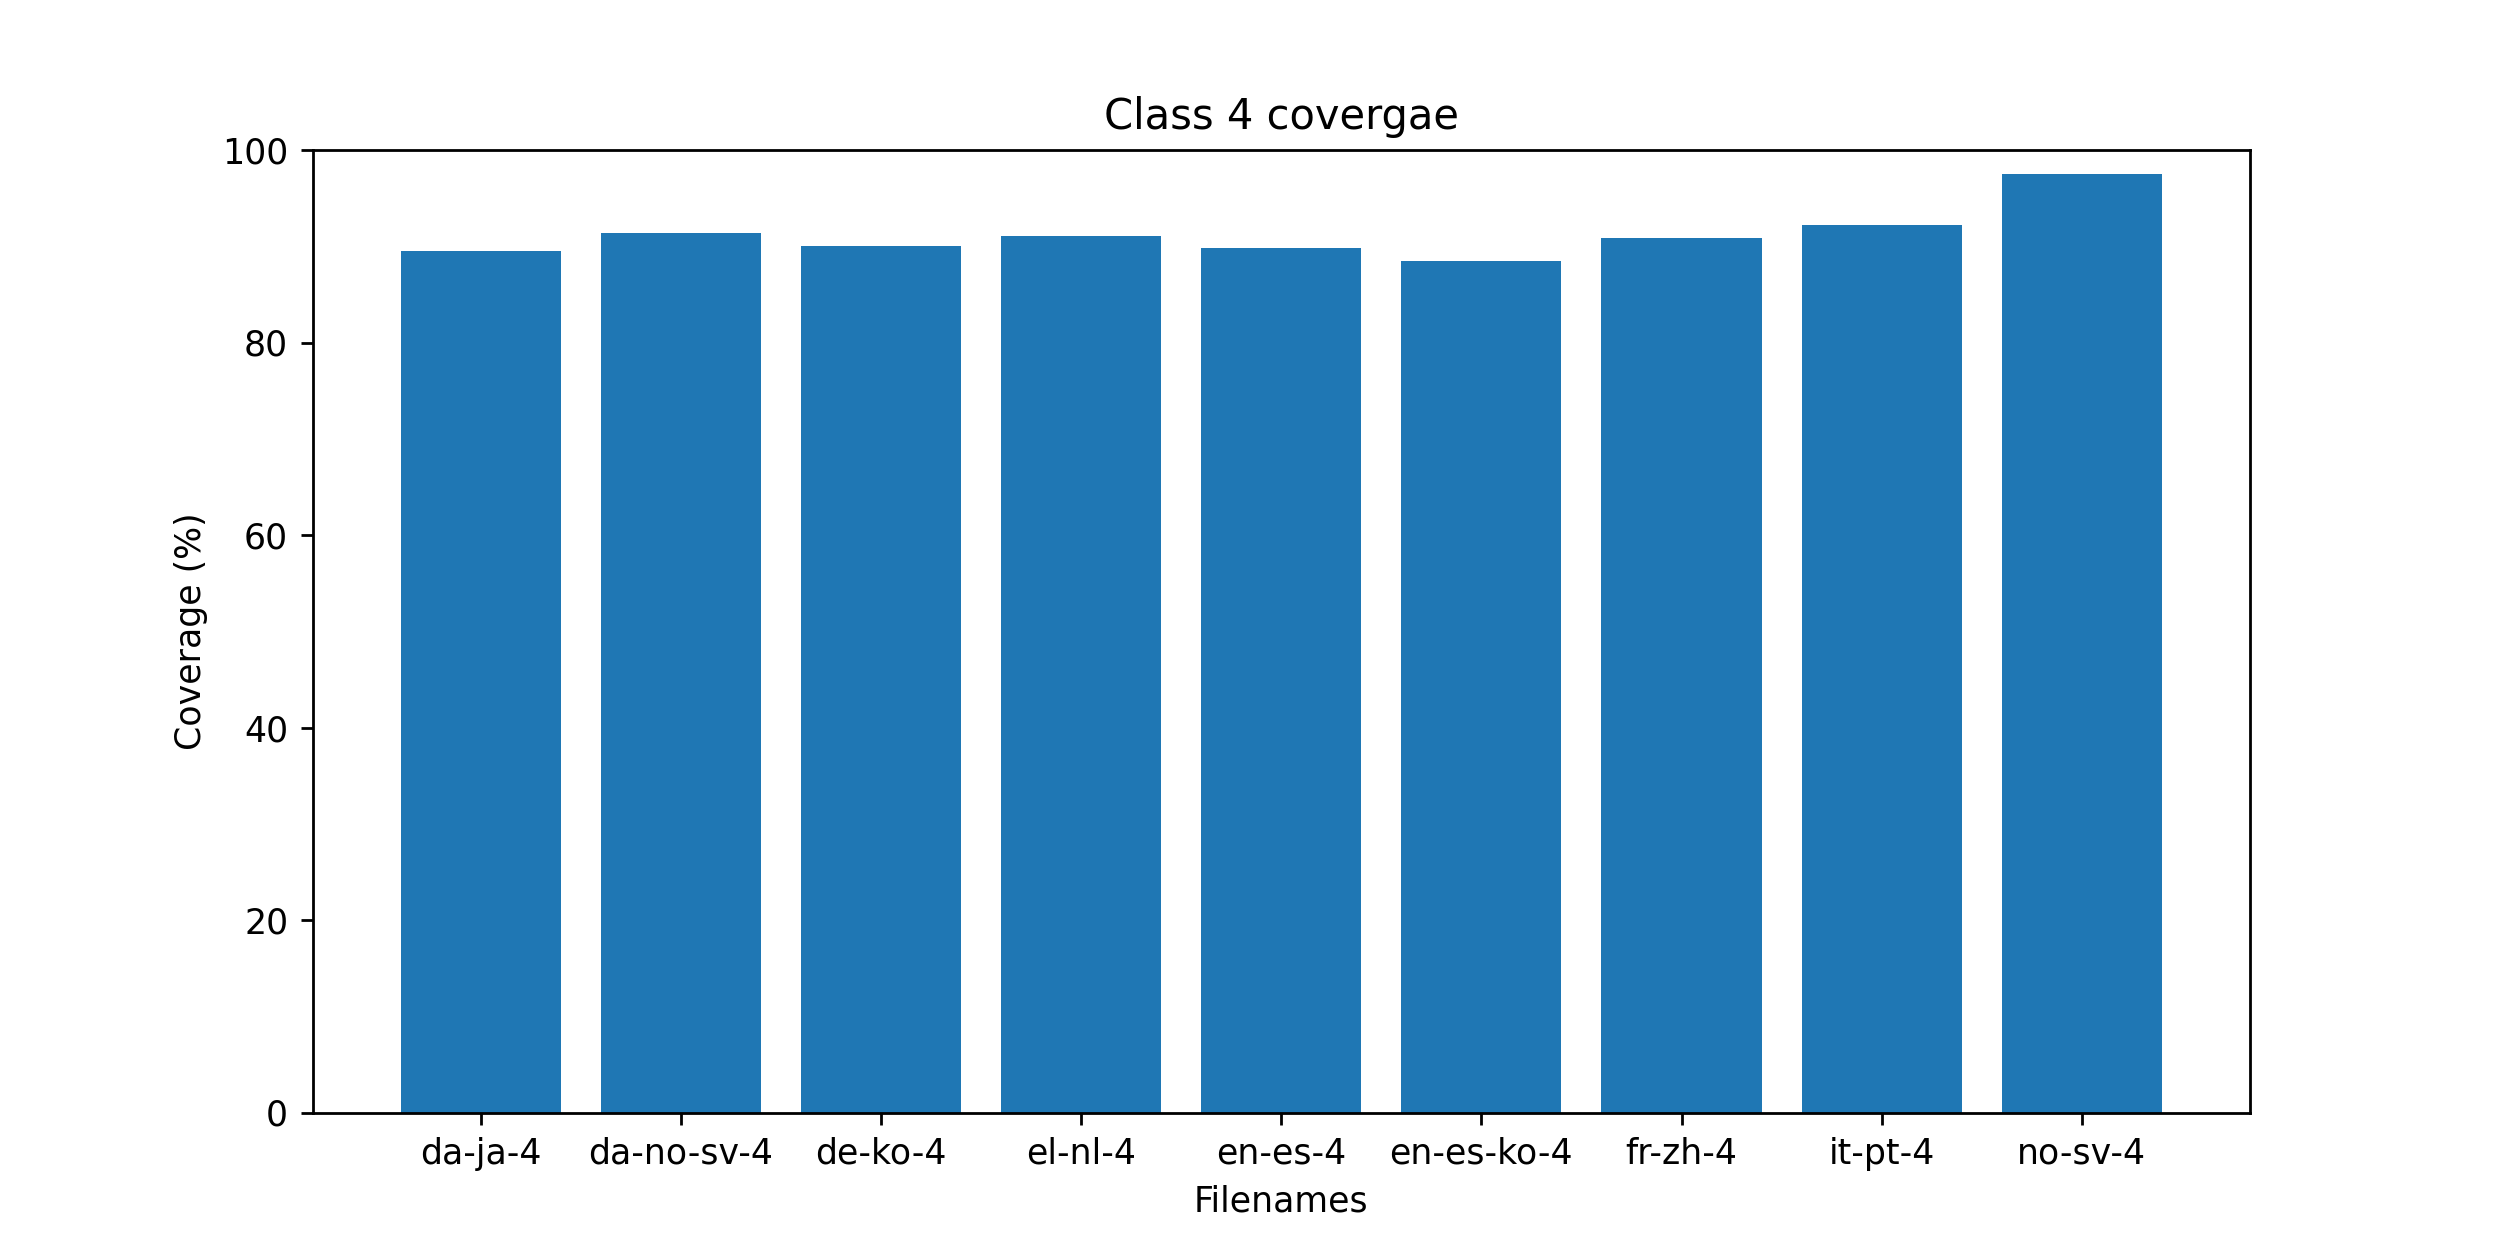 Class 4 covergae
100
80
60
40
20
0
Coverage (%)
da-ja-4 da-no-sv-4 de-ko-4 el-nl-4 en-es-4 en-es-ko-4 fr-zh-4 it-pt-4 no-sv-4
Filenames